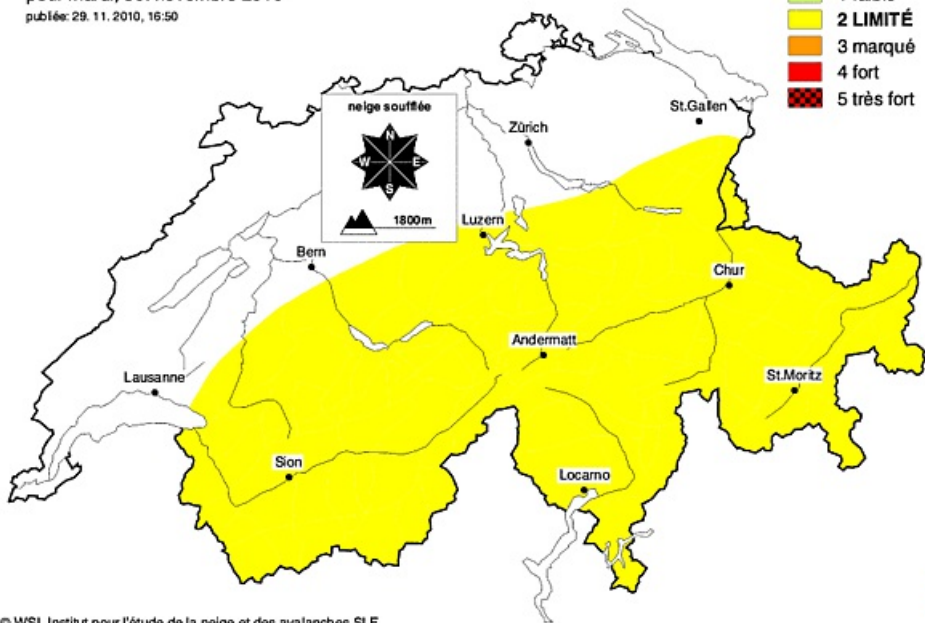 publiée: 29. 11. 2010, 16:50
2 LIMITÉ
3 marqué
4 fort
5 très fort
neige soufflée
N
W E
S
1800m
St.Gallen
Zürich
Luzern
Bern
Chur
Andermatt
Lausanne
St.Moritz
Sion
Locarno
© WSL Institut pour l'étude de la neige et des avalanches SLF